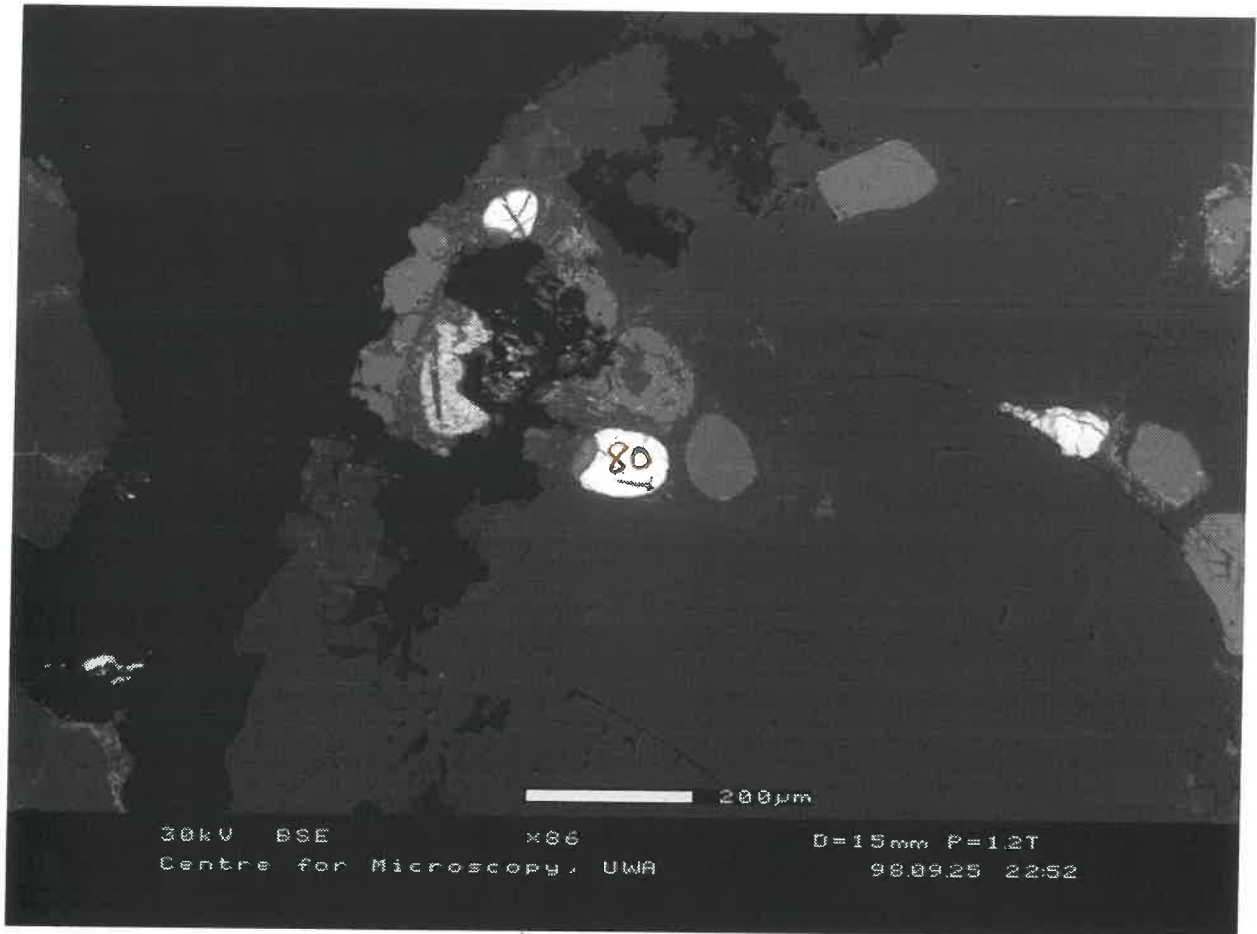 80
200µm
30kV BSE ×86 D=15mm P=1.2T
Centre for Microscopy, UWA 98.09.25 22:52